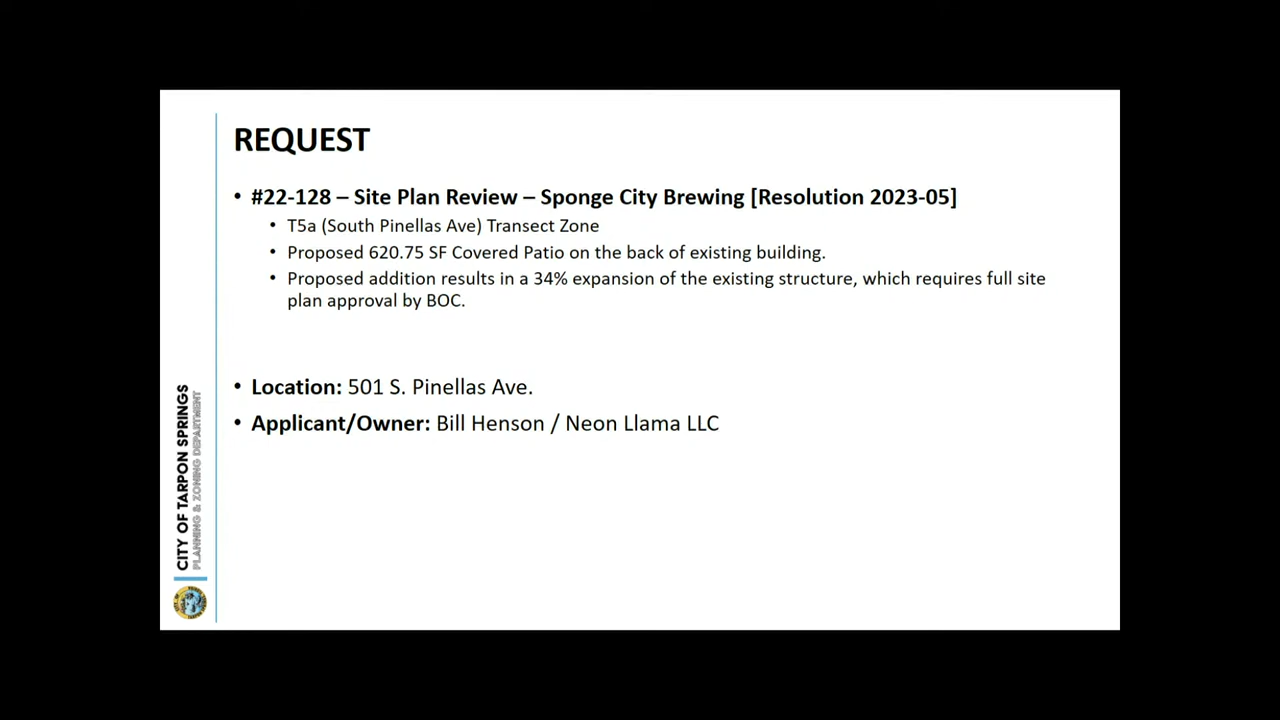 REQUEST
• #22-128 – Site Plan Review – Sponge City Brewing [Resolution 2023-05]
• T5a (South Pinellas Ave) Transect Zone
• Proposed 620.75 SF Covered Patio on the back of existing building.
• Proposed addition results in a 34% expansion of the existing structure, which requires full site
plan approval by BOC.
• Location: 501 S. Pinellas Ave.
• Applicant/Owner: Bill Henson / Neon Llama LLC
CITY OF TARPON SPRINGS
PLANNING & ZONING DEPARTMENT